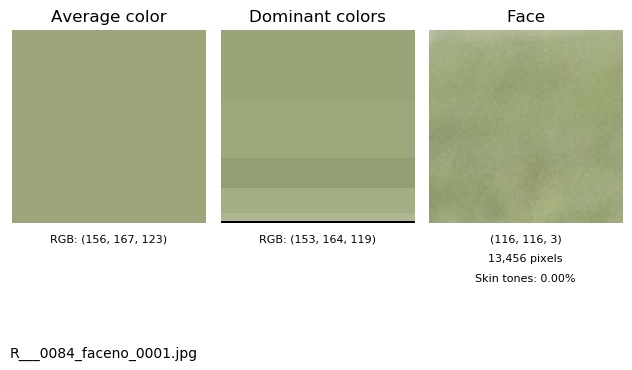 Average color
Dominant colors
Face
RGB: (156, 167, 123)
RGB: (153, 164, 119)
(116, 116, 3)
13,456 pixels
Skin tones: 0.00%
R___0084_faceno_0001.jpg